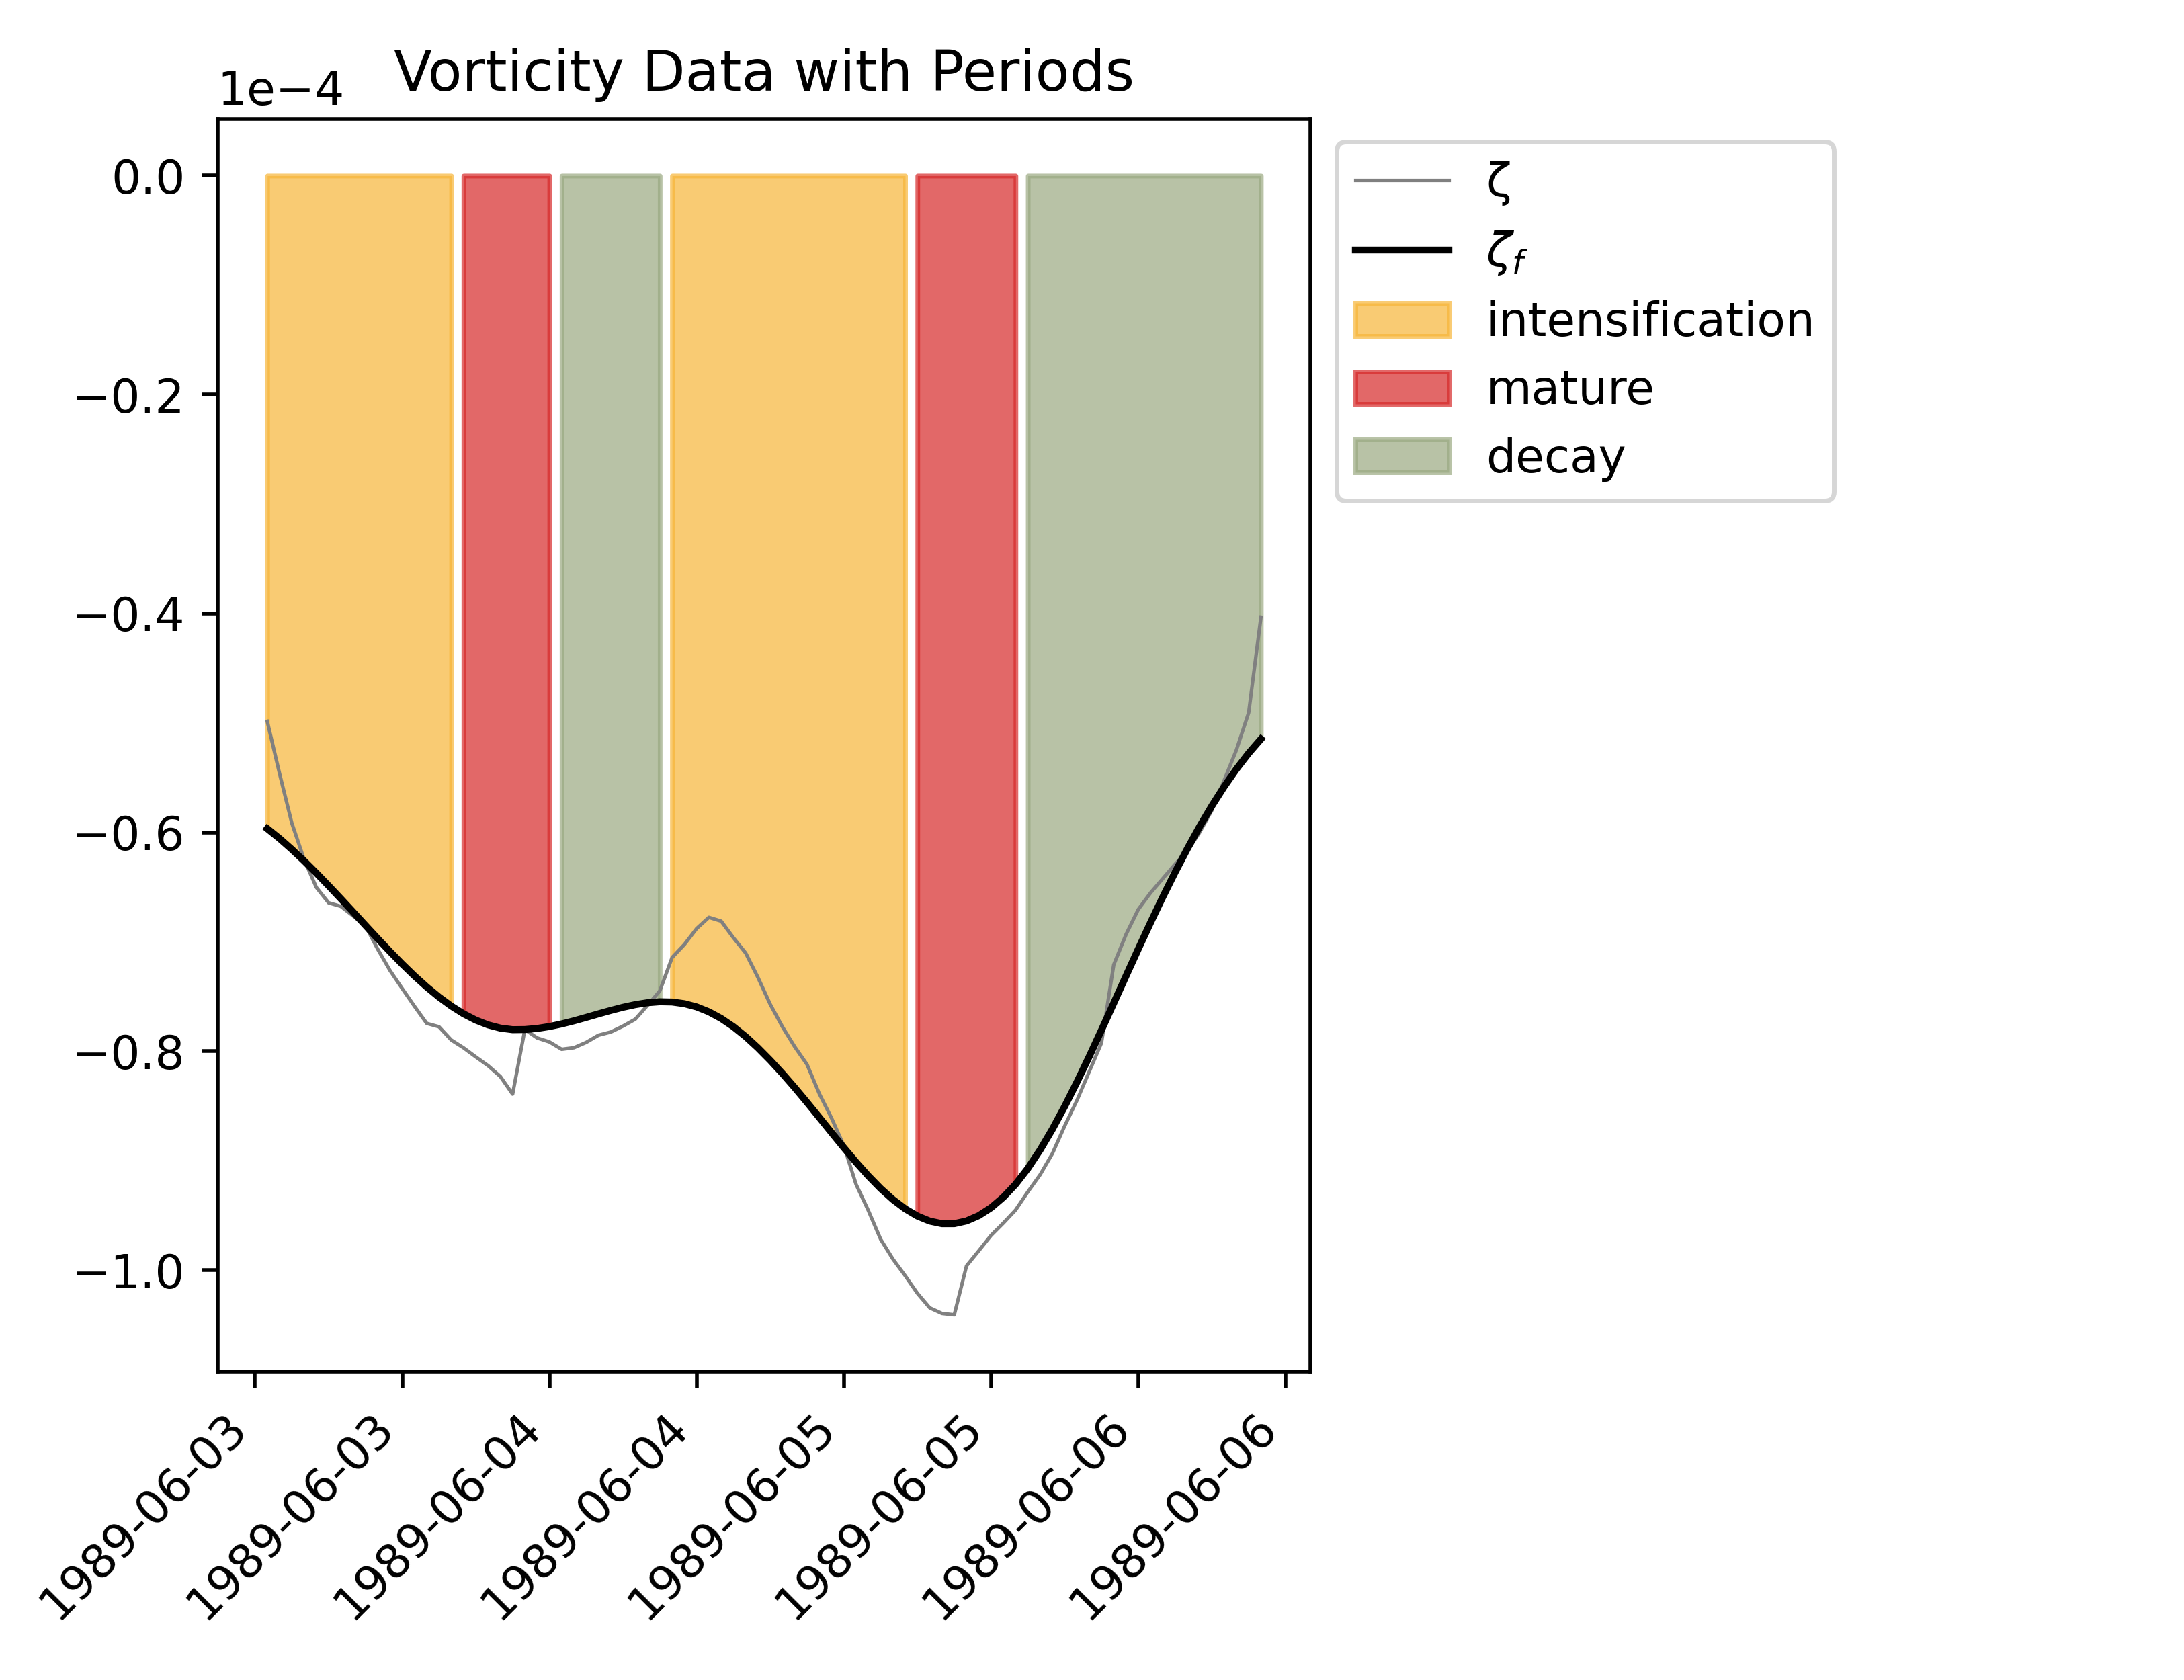 Vorticity Data with Periods
1e−4
0.0
−0.2
−0.4
−0.6
−0.8
−1.0
1989-06-03
1989-06-03
1989-06-04
1989-06-04
1989-06-05
1989-06-05
1989-06-06
1989-06-06
ζ
ζf
intensification
mature
decay